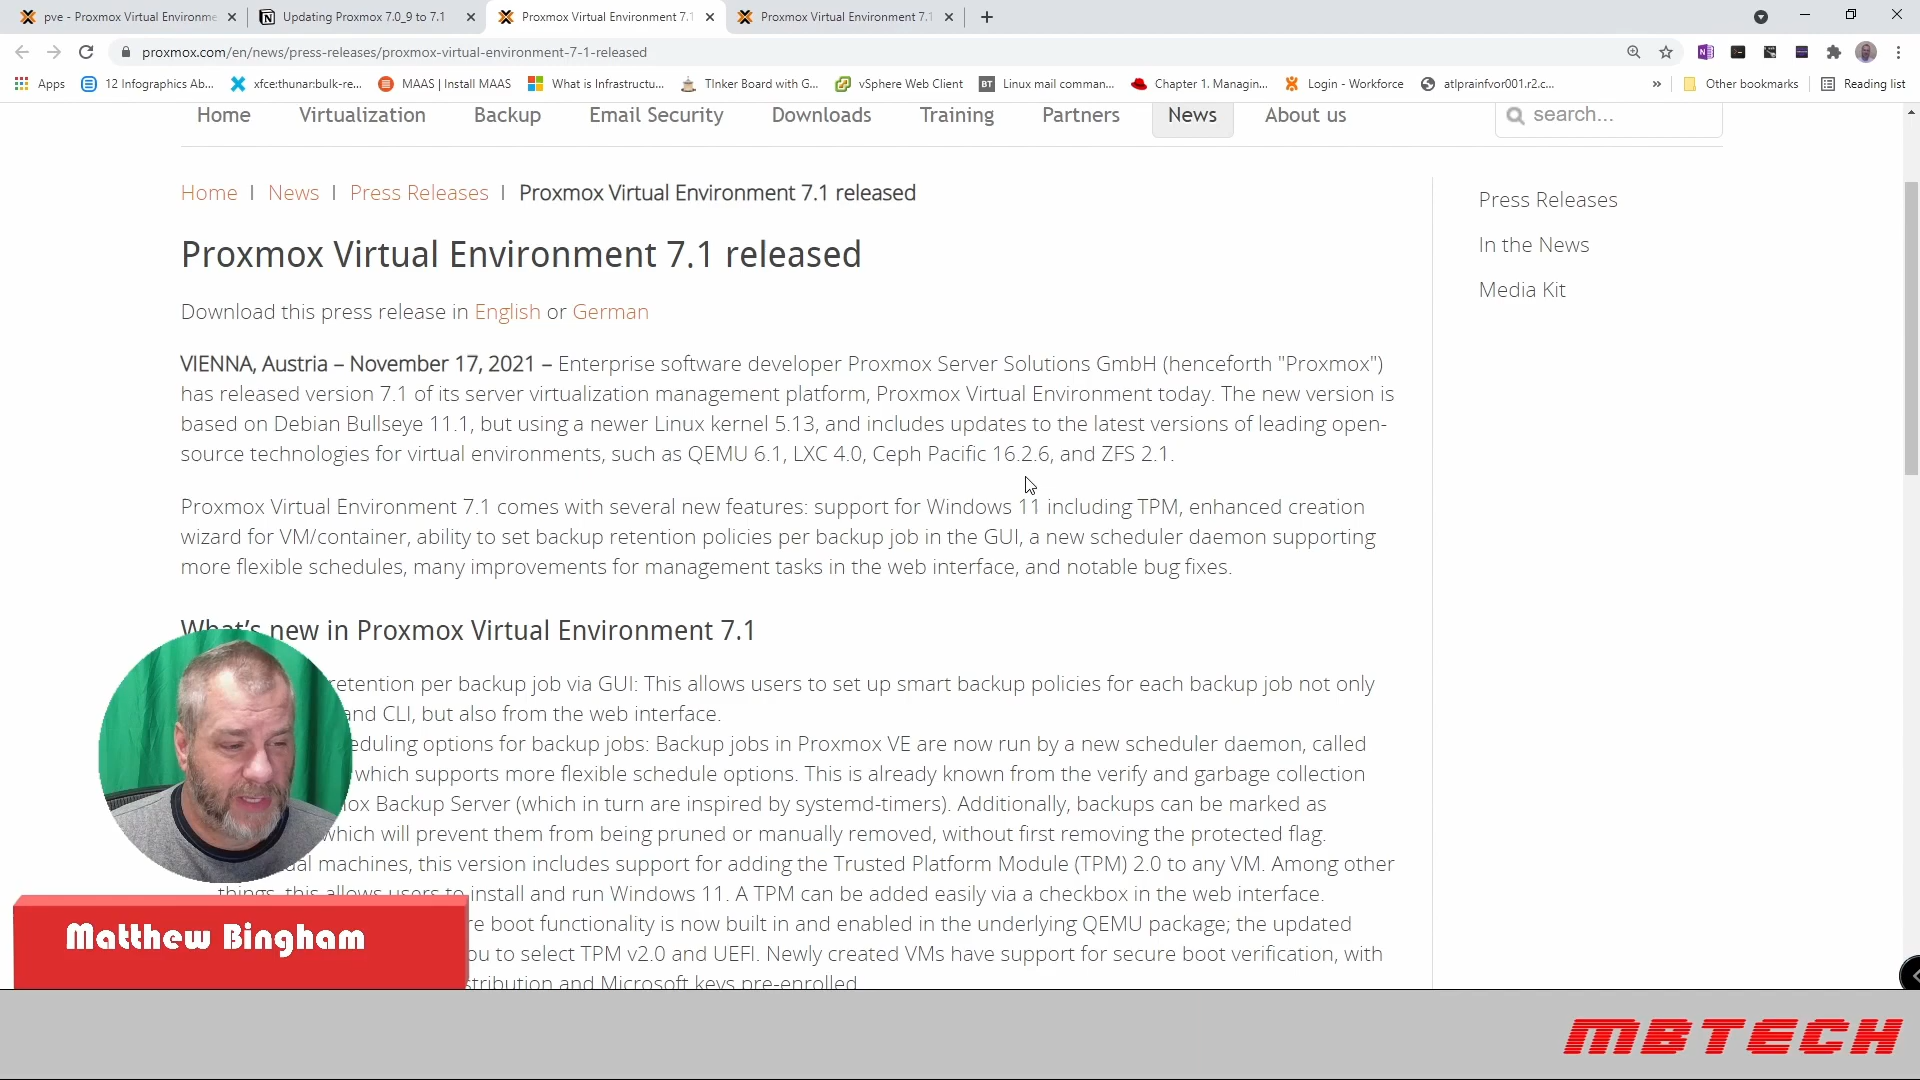 pve - Proxmox Virtual Environme
Updating Proxmox 7.0_9 to 7.1
Proxmox Virtual Environment 7.1
Proxmox Virtual Environment 7.1
proxmox.com/en/news/press-releases/proxmox-virtual-environment-7-1-released
Apps
12 Infographics Ab...
xfce:thunar:bulk-re...
MAAS | Install MAAS
What is Infrastructu...
TInker Board with G...
vSphere Web Client
BT
Linux mail comman...
Chapter 1. Managin...
Login - Workforce
atlprainfvor001.r2.c...
»
Other bookmarks
Reading list
Home
Virtualization
Backup
Email Security
Downloads
Training
Partners
News
About us
search...
Home | News | Press Releases | Proxmox Virtual Environment 7.1 released
Press Releases
In the News
Media Kit
Proxmox Virtual Environment 7.1 released
Download this press release in English or German
VIENNA, Austria – November 17, 2021 – Enterprise software developer Proxmox Server Solutions GmbH (henceforth "Proxmox")
has released version 7.1 of its server virtualization management platform, Proxmox Virtual Environment today. The new version is
based on Debian Bullseye 11.1, but using a newer Linux kernel 5.13, and includes updates to the latest versions of leading open-
source technologies for virtual environments, such as QEMU 6.1, LXC 4.0, Ceph Pacific 16.2.6, and ZFS 2.1.
Proxmox Virtual Environment 7.1 comes with several new features: support for Windows 11 including TPM, enhanced creation
wizard for VM/container, ability to set backup retention policies per backup job in the GUI, a new scheduler daemon supporting
more flexible schedules, many improvements for management tasks in the web interface, and notable bug fixes.
What's new in Proxmox Virtual Environment 7.1
retention per backup job via GUI: This allows users to set up smart backup policies for each backup job not only
and CLI, but also from the web interface.
eduling options for backup jobs: Backup jobs in Proxmox VE are now run by a new scheduler daemon, called
which supports more flexible schedule options. This is already known from the verify and garbage collection
ox Backup Server (which in turn are inspired by systemd-timers). Additionally, backups can be marked as
which will prevent them from being pruned or manually removed, without first removing the protected flag.
al machines, this version includes support for adding the Trusted Platform Module (TPM) 2.0 to any VM. Among other
things, this allows users to install and run Windows 11. A TPM can be added easily via a checkbox in the web interface.
re boot functionality is now built in and enabled in the underlying QEMU package; the updated
ou to select TPM v2.0 and UEFI. Newly created VMs have support for secure boot verification, with
stribution and Microsoft keys pre-enrolled
Matthew Bingham
MBTECH